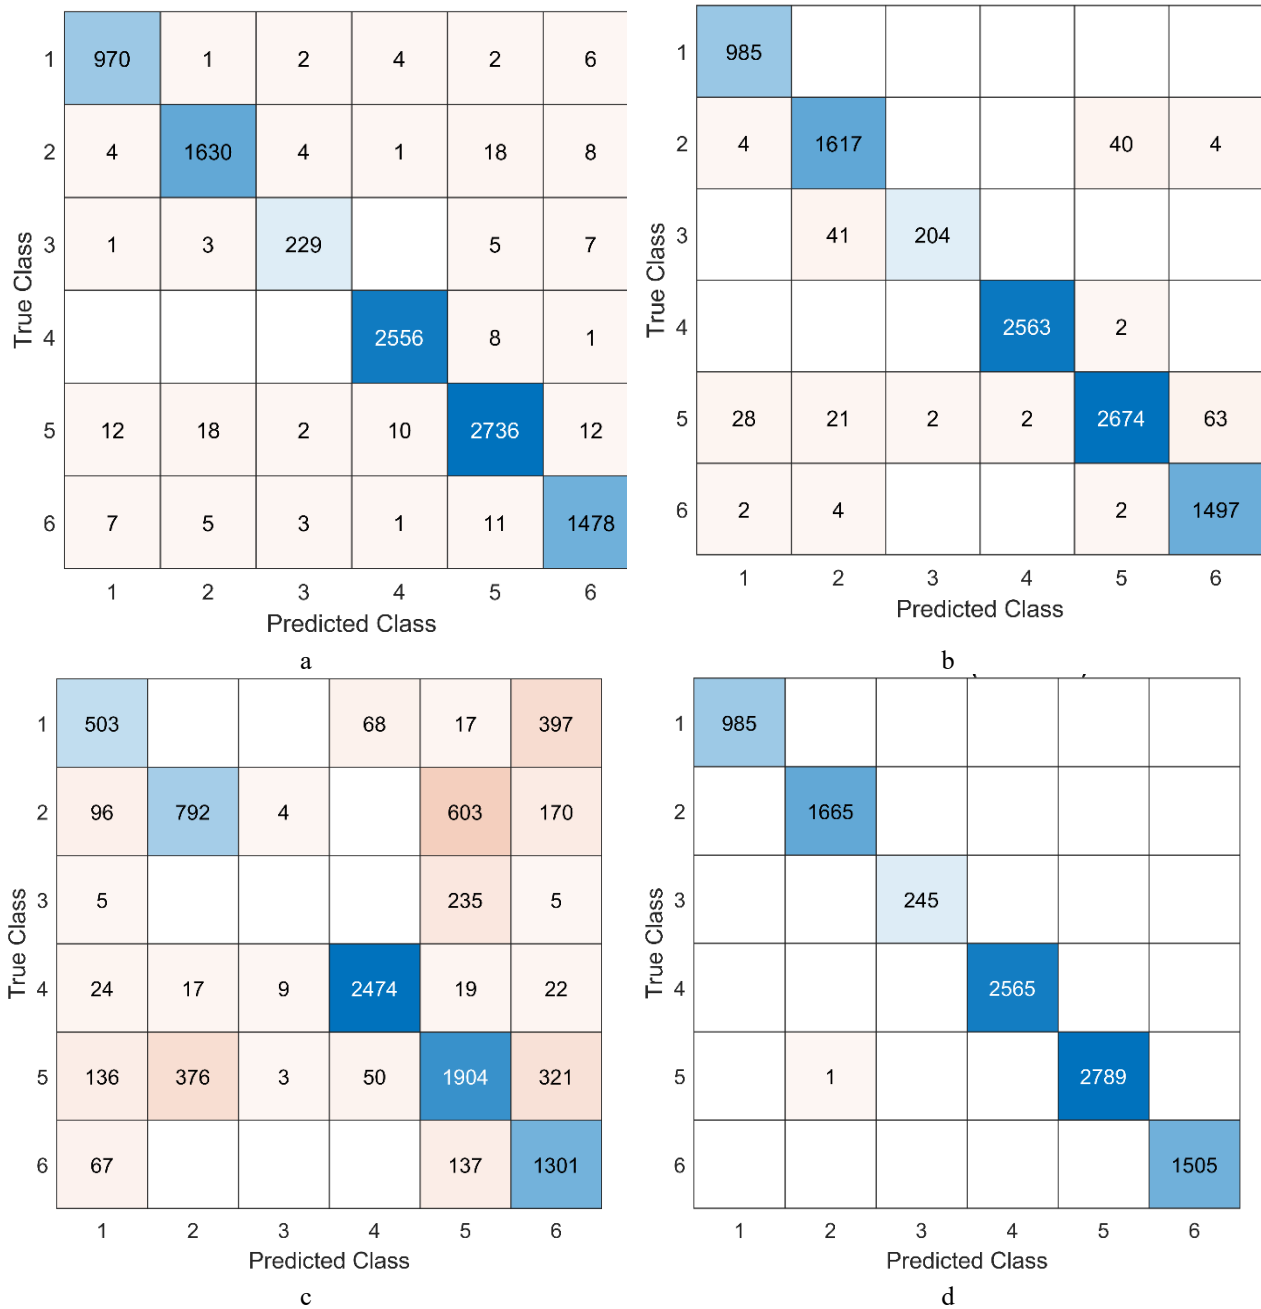 1 970 1 2 4 2 6
2 4 1630 4 1 18 8
3 1 3 229 5 7
4 2556 8 1
5 12 18 2 10 2736 12
6 7 5 3 1 11 1478
1 2 3 4 5 6
True Class
Predicted Class
a
1 985
2 4 1617 40 4
3 41 204
4 2563 2
5 28 21 2 2 2674 63
6 2 4 2 1497
1 2 3 4 5 6
True Class
Predicted Class
b
1 503 68 17 397
2 96 792 4 603 170
3 5 235 5
4 24 17 9 2474 19 22
5 136 376 3 50 1904 321
6 67 137 1301
1 2 3 4 5 6
True Class
Predicted Class
c
1 985
2 1665
3 245
4 2565
5 1 2789
6 1505
1 2 3 4 5 6
True Class
Predicted Class
d